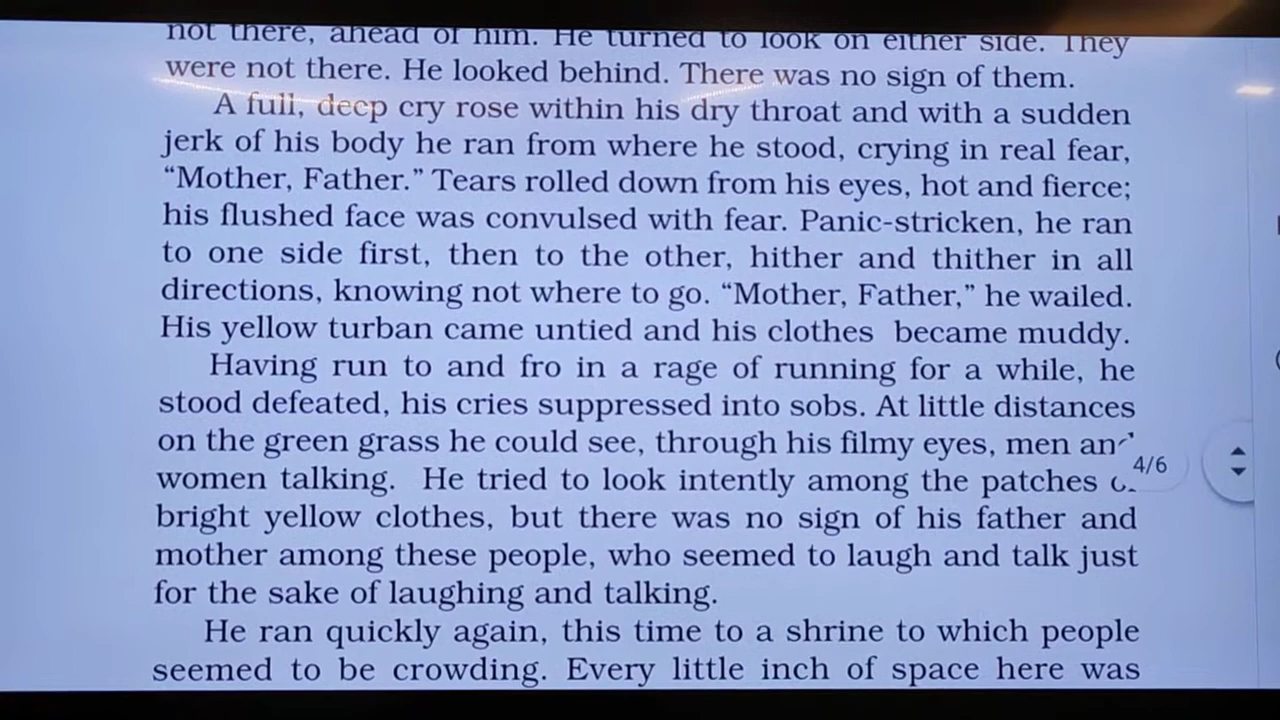 not there, ahead of him. He turned to look on either side. They
were not there. He looked behind. There was no sign of them.
A full, deep cry rose within his dry throat and with a sudden
jerk of his body he ran from where he stood, crying in real fear,
“Mother, Father.” Tears rolled down from his eyes, hot and fierce;
his flushed face was convulsed with fear. Panic-stricken, he ran
to one side first, then to the other, hither and thither in all
directions, knowing not where to go. “Mother, Father,” he wailed.
His yellow turban came untied and his clothes became muddy.
Having run to and fro in a rage of running for a while, he
stood defeated, his cries suppressed into sobs. At little distances
on the green grass he could see, through his filmy eyes, men and
4/6
women talking. He tried to look intently among the patches
bright yellow clothes, but there was no sign of his father and
mother among these people, who seemed to laugh and talk just
for the sake of laughing and talking.
He ran quickly again, this time to a shrine to which people
seemed to be crowding. Every little inch of space here was